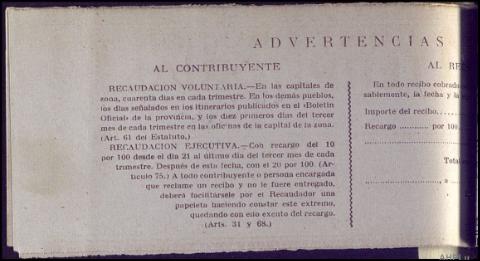 ADVERTENCIAS
AL CONTRIBUYENTE
RECAUDACION VOLUNTARIA.—En las capitales de
zona, cuarenta días en cada trimestre. En los demás pueblos,
los días señalados en los itinerarios publicados en el «Boletín
Oficial» de la provincia, y los diez primeros días del tercer
mes de cada trimestre en las oficinas de la capital de la zona.
(Art. 61 del Estatuto.)
RECAUDACION EJECUTIVA.—Con recargo del 10
por 100 desde el día 21 al último día del tercer mes de cada
trimestre. Después de esta fecha, con el 20 por 100. (Ar-
tículo 75.) A todo contribuyente o persona encargada
que reclame un recibo y no le fuere entregado,
deberá facilitársele por el Recaudador una
papeleta haciendo constar este extremo,
quedando con ello exento del recargo.
(Arts. 31 y 68.)
AL RE
En todo recibo cobrado
sablemente, la fecha y la
Importe del recibo
Recargo ........... por 100
Total